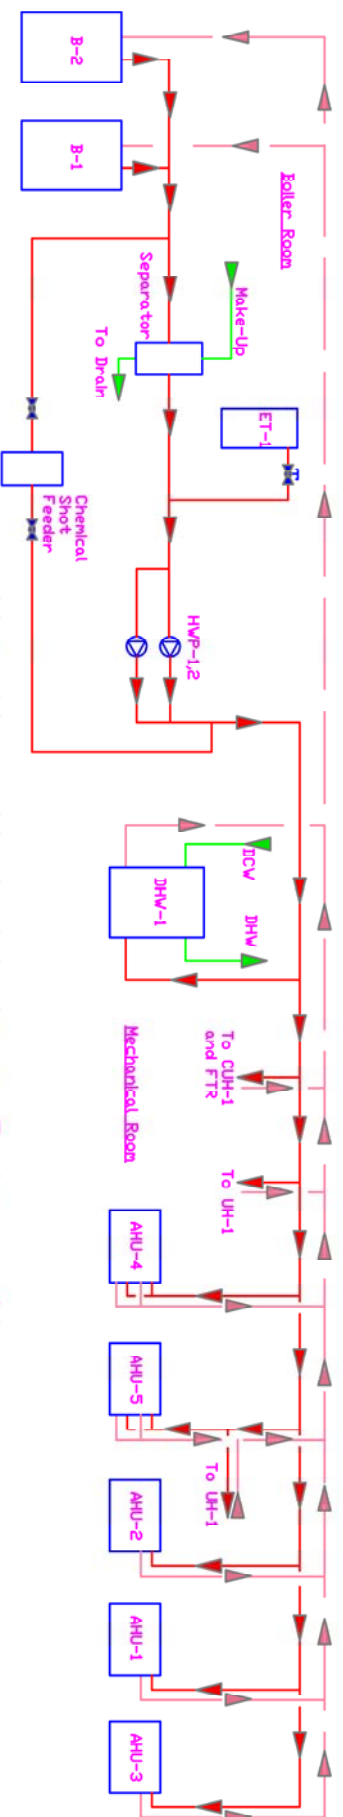 B-2
B-1
Boiler Room
Make-Up
Separator
To Drain
ET-1
T
Chemical
Shot
Feeder
HWP-1,2
DCW
DHW-1
DHW
To CUH-1
and FTR
Mechanical Room
To UH-1
AHU-4
AHU-5
To UH-1
AHU-2
AHU-1
AHU-3